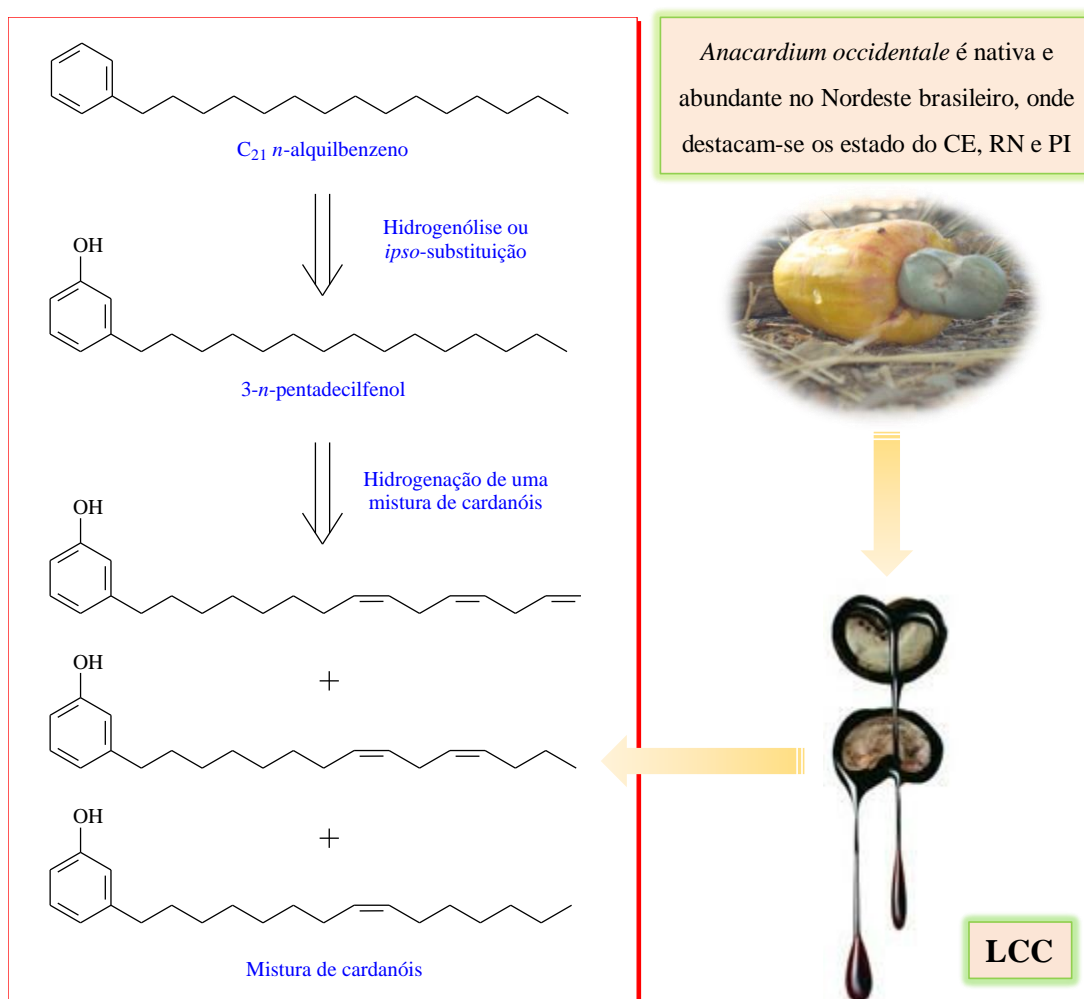 C21 n-alquilbenzeno
Hidrogenólise ou
ipso-substituição
OH
3-n-pentadecilfenol
Hidrogenação de uma
mistura de cardanóis
OH
+
OH
+
OH
Mistura de cardanóis
Anacardium occidentale é nativa e
abundante no Nordeste brasileiro, onde
destacam-se os estado do CE, RN e PI
LCC